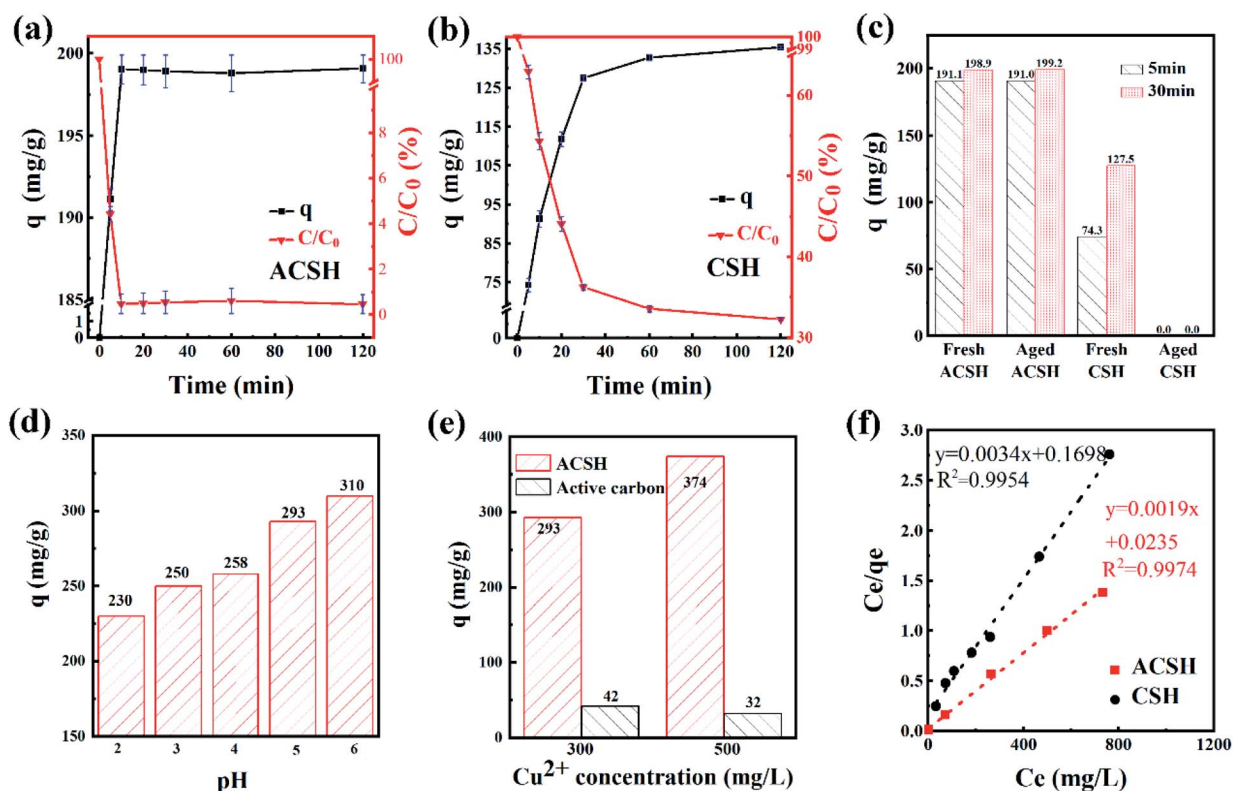 (a)
200
195
190
185
1
0
q (mg/g)
100
8
6
4
2
0
C/C0 (%)
q
C/C0
ACSH
0 20 40 60 80 100 120
Time (min)
(b)
135
120
105
90
75
0
q (mg/g)
100
99
60
50
40
30
C/C0 (%)
q
C/C0
CSH
0 20 40 60 80 100 120
Time (min)
(c)
200
150
100
50
0
q (mg/g)
5min
30min
191.1 198.9 191.0 199.2
127.5
74.3
0.0 0.0
Fresh ACSH
Aged ACSH
Fresh CSH
Aged CSH
(d)
350
300
250
200
150
q (mg/g)
230 250 258 293 310
2 3 4 5 6
pH
(e)
400
300
200
100
0
q (mg/g)
ACSH
Active carbon
293 42 374 32
300 500
Cu2+ concentration (mg/L)
(f)
3.0
2.5
2.0
1.5
1.0
0.5
0.0
Ce/qe
y=0.0034x+0.1698
R2=0.9954
y=0.0019x
+0.0235
R2=0.9974
ACSH
CSH
0 400 800 1200
Ce (mg/L)